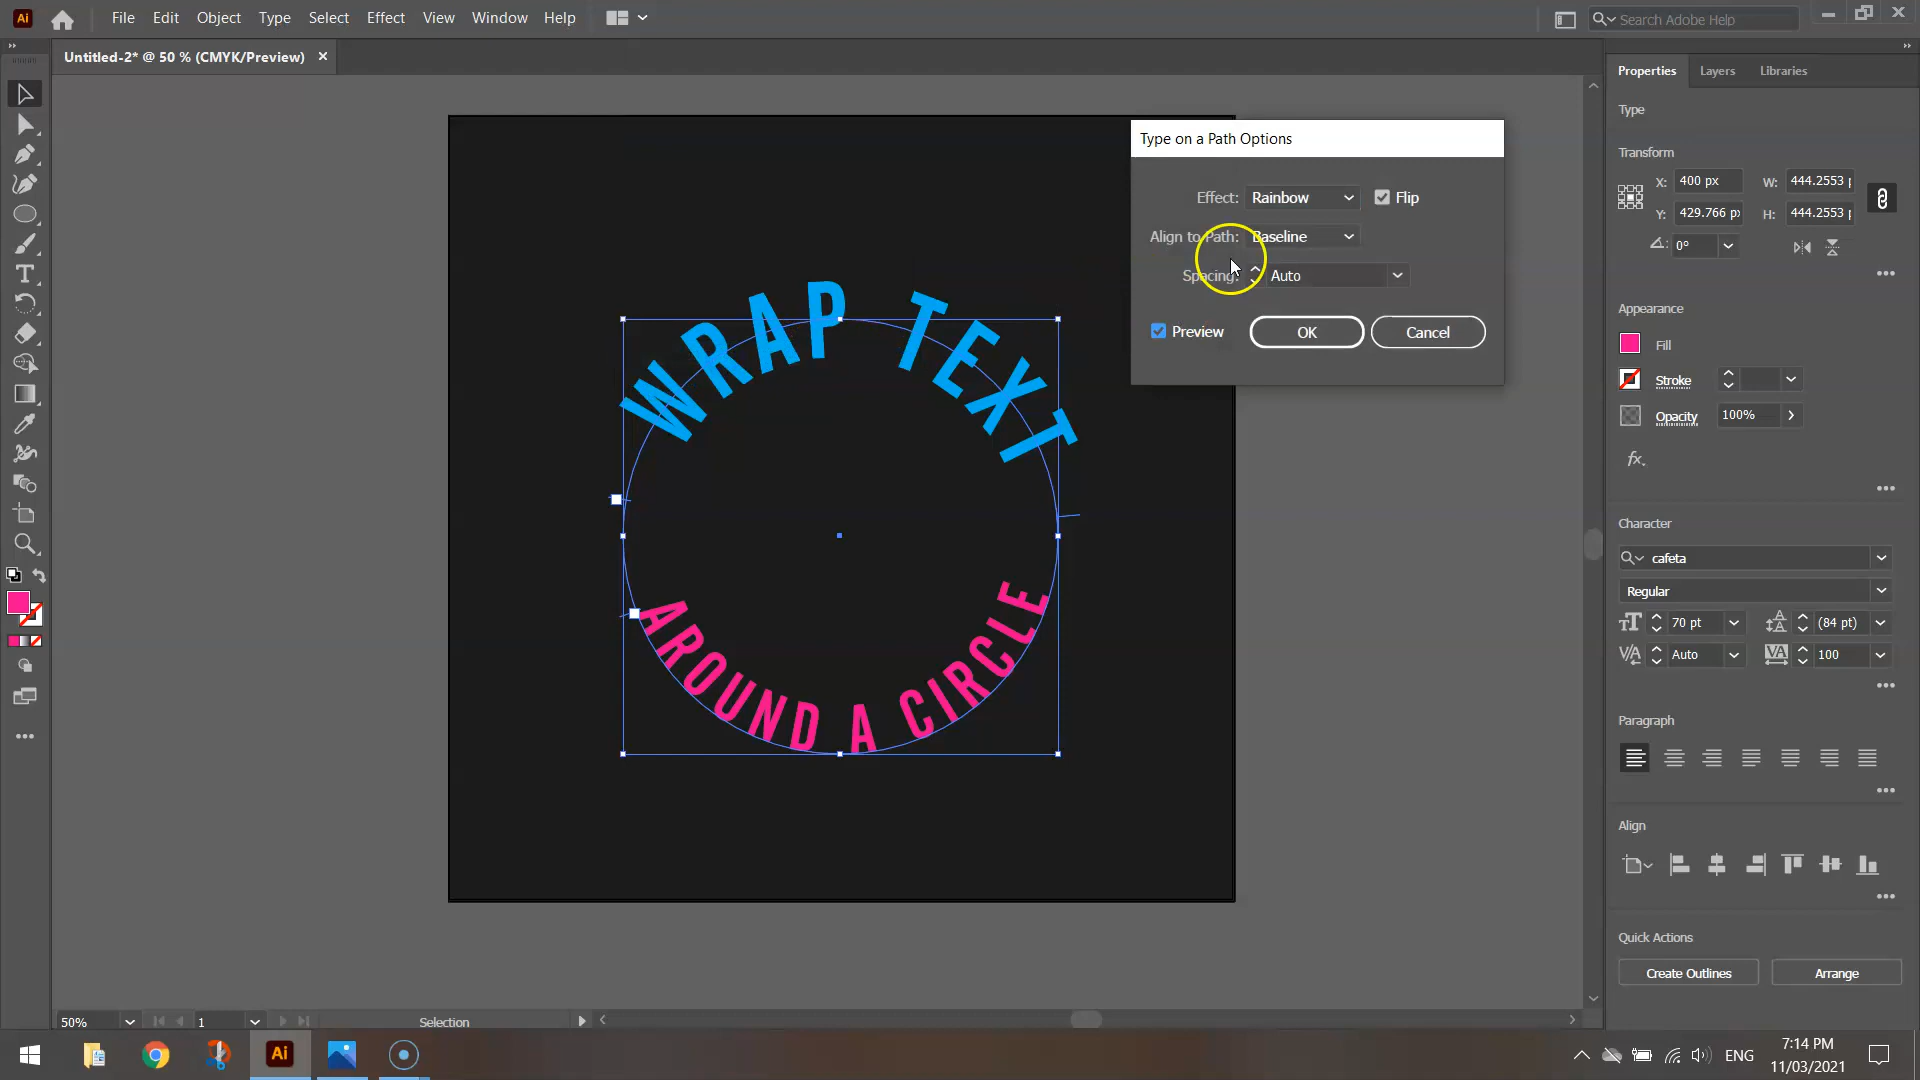 Ai File Edit Object Type Select Effect View Window Help Search Adobe Help
Untitled-2* @ 50 % (CMYK/Preview)
Properties Layers Libraries
Type
Transform
X: 400 px W: 444.2553
Y: 429.766 px H: 444.2553
0°
Appearance
Fill
Stroke
Opacity 100%
fx.
Character
cafeta
Regular
70 pt (84 pt)
Auto 100
Paragraph
Align
Quick Actions
Create Outlines Arrange
Type on a Path Options
Effect: Rainbow Flip
Align to Path: Baseline
Spacing: Auto
Preview OK Cancel
WRAP TEXT
AROUND A CIRCLE
50% 1 Selection
Ai ENG 7:14 PM
11/03/2021